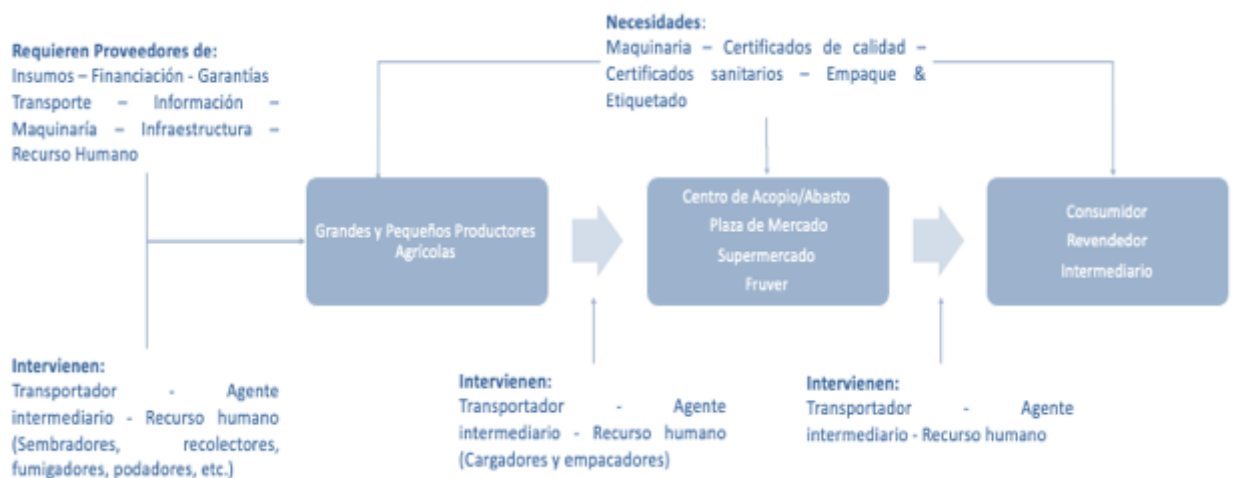 Requieren Proveedores de:
Insumos – Financiación - Garantías
Transporte – Información –
Maquinaría – Infraestructura –
Recurso Humano
Necesidades:
Maquinaria – Certificados de calidad –
Certificados sanitarios – Empaque &
Etiquetado
Grandes y Pequeños Productores
Agrícolas
Centro de Acopio/Abasto
Plaza de Mercado
Supermercado
Fruver
Consumidor
Revendedor
Intermediario
Intervienen:
Transportador - Agente
intermediario - Recurso humano
(Sembradores, recolectores,
fumigadores, podadores, etc.)
Intervienen:
Transportador - Agente
intermediario - Recurso humano
(Cargadores y empacadores)
Intervienen:
Transportador - Agente
intermediario - Recurso humano